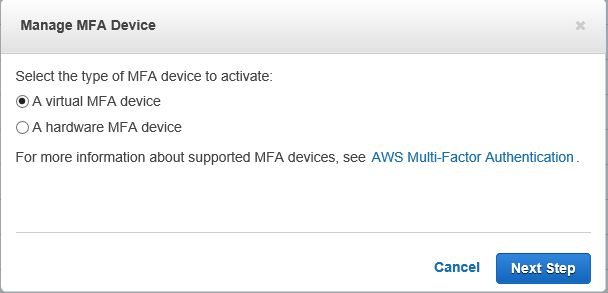 Manage MFA Device
Select the type of MFA device to activate:
A virtual MFA device
A hardware MFA device
For more information about supported MFA devices, see AWS Multi-Factor Authentication.
Cancel Next Step